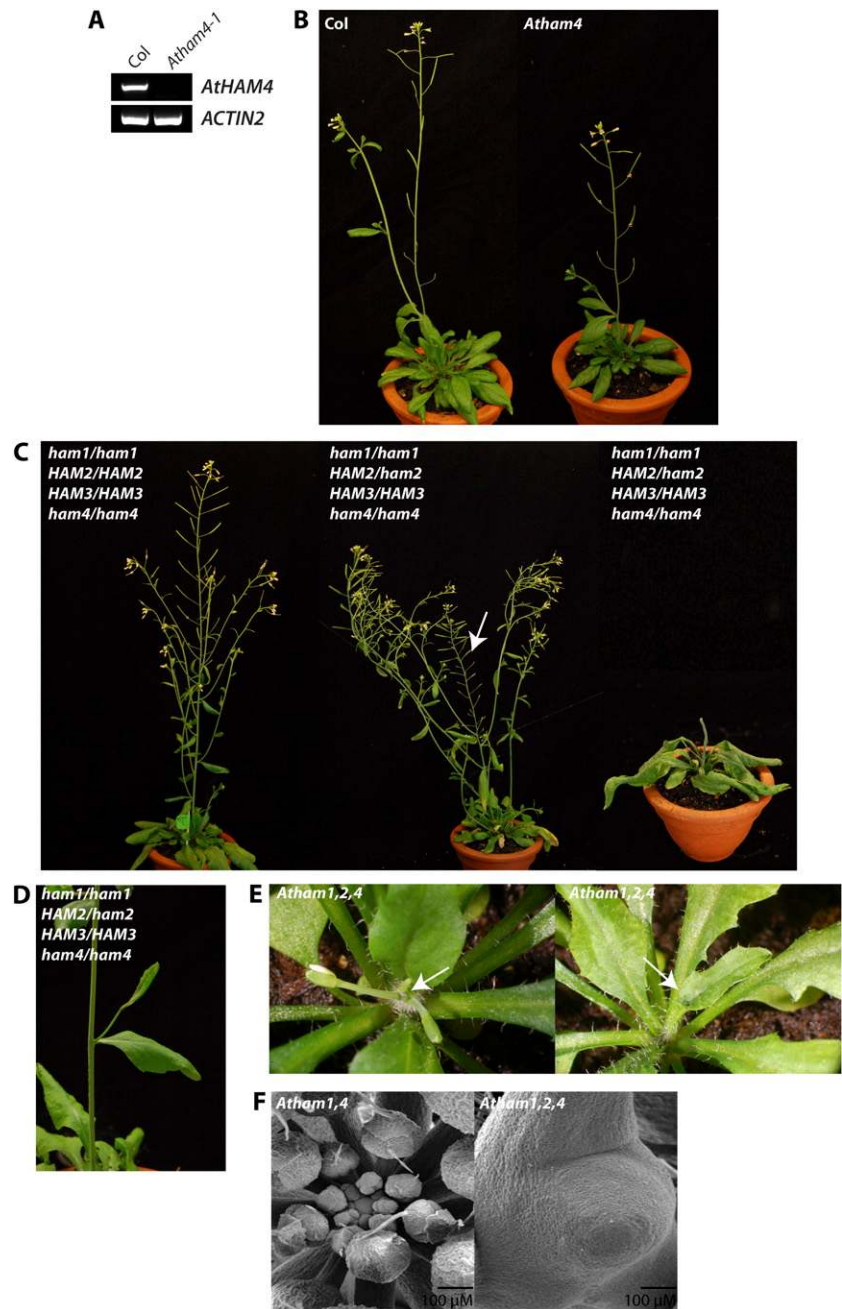 A
Col
Atham4-1
AtHAM4
ACTIN2
B
Col
Atham4
C
ham1/ham1
HAM2/HAM2
HAM3/HAM3
ham4/ham4
ham1/ham1
HAM2/ham2
HAM3/HAM3
ham4/ham4
ham1/ham1
HAM2/ham2
HAM3/HAM3
ham4/ham4
D
ham1/ham1
HAM2/ham2
HAM3/HAM3
ham4/ham4
E
Atham1,2,4
Atham1,2,4
F
Atham1,4
Atham1,2,4
100 µM
100 µM